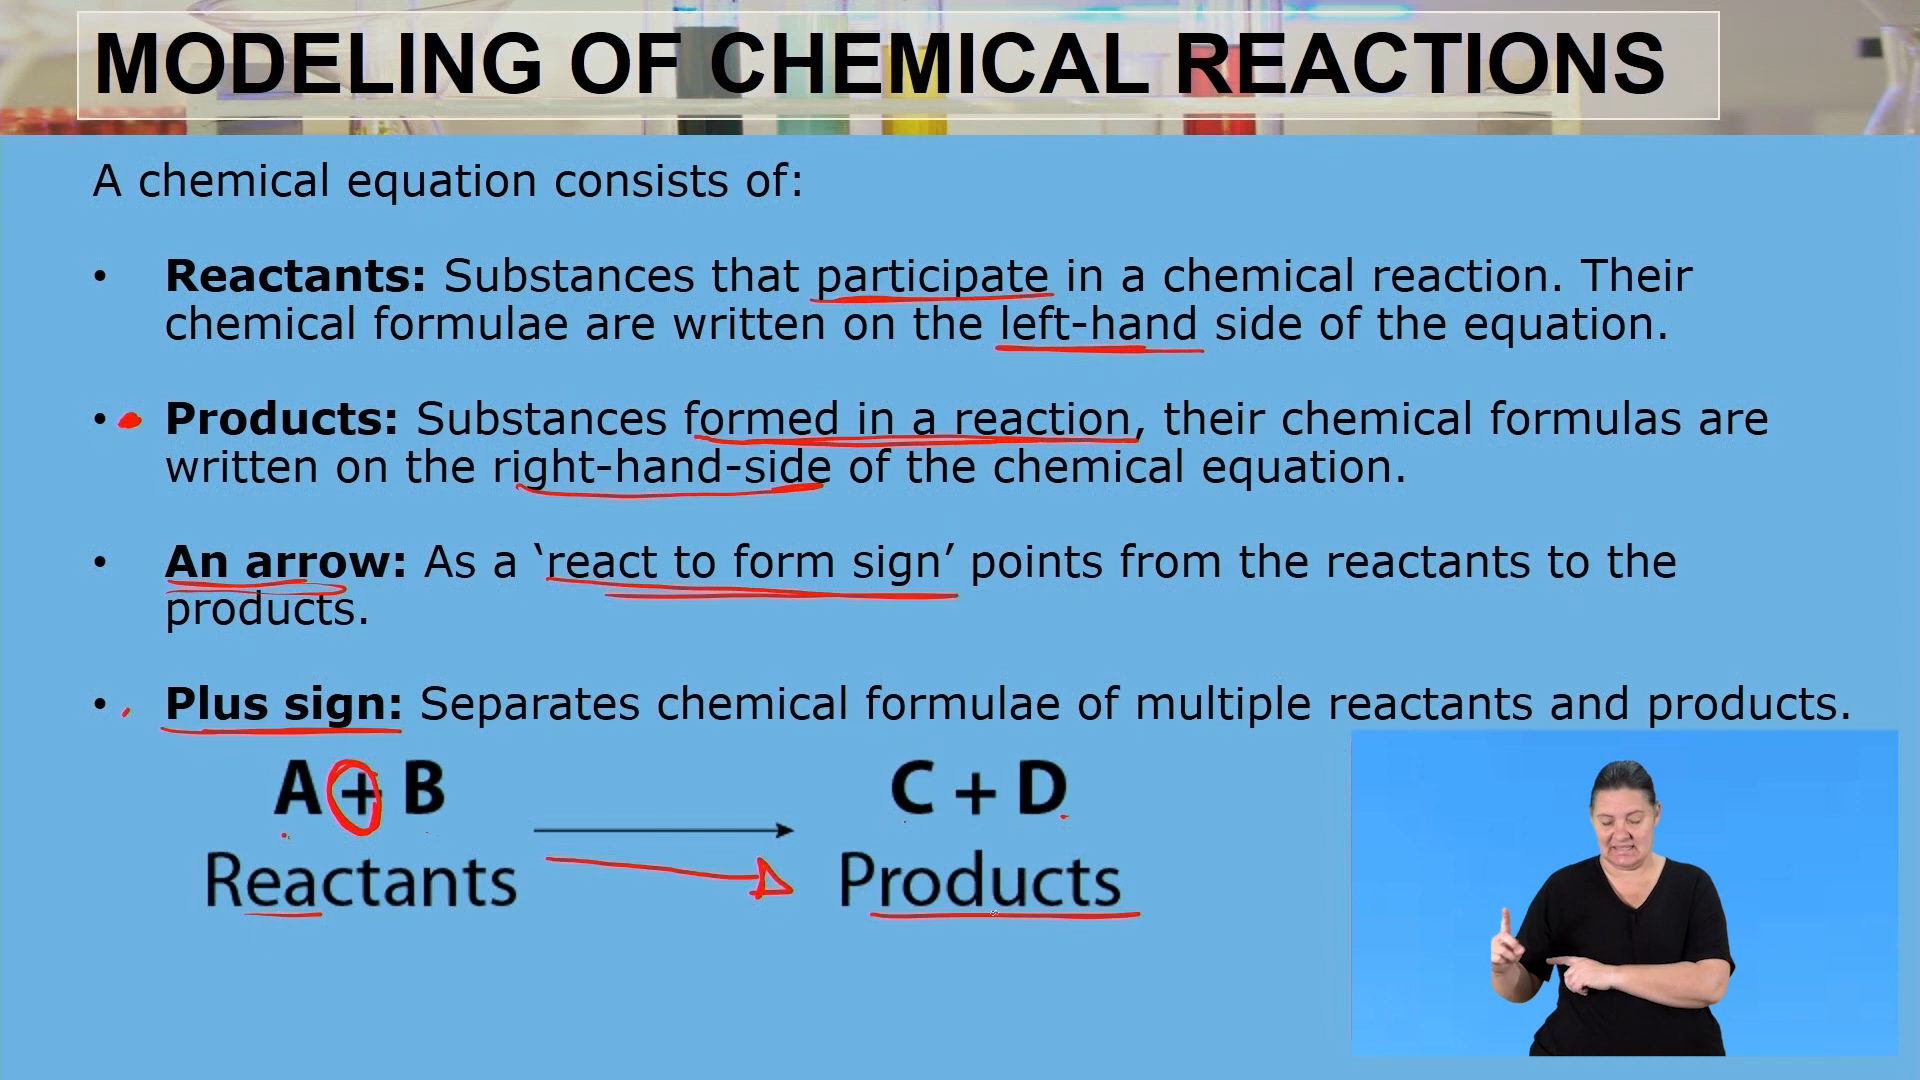 MODELING OF CHEMICAL REACTIONS
A chemical equation consists of:
• Reactants: Substances that participate in a chemical reaction. Their
chemical formulae are written on the left-hand side of the equation.
• Products: Substances formed in a reaction, their chemical formulas are
written on the right-hand-side of the chemical equation.
• An arrow: As a ‘react to form sign’ points from the reactants to the
products.
• Plus sign: Separates chemical formulae of multiple reactants and products.
A + B → C + D
Reactants Products